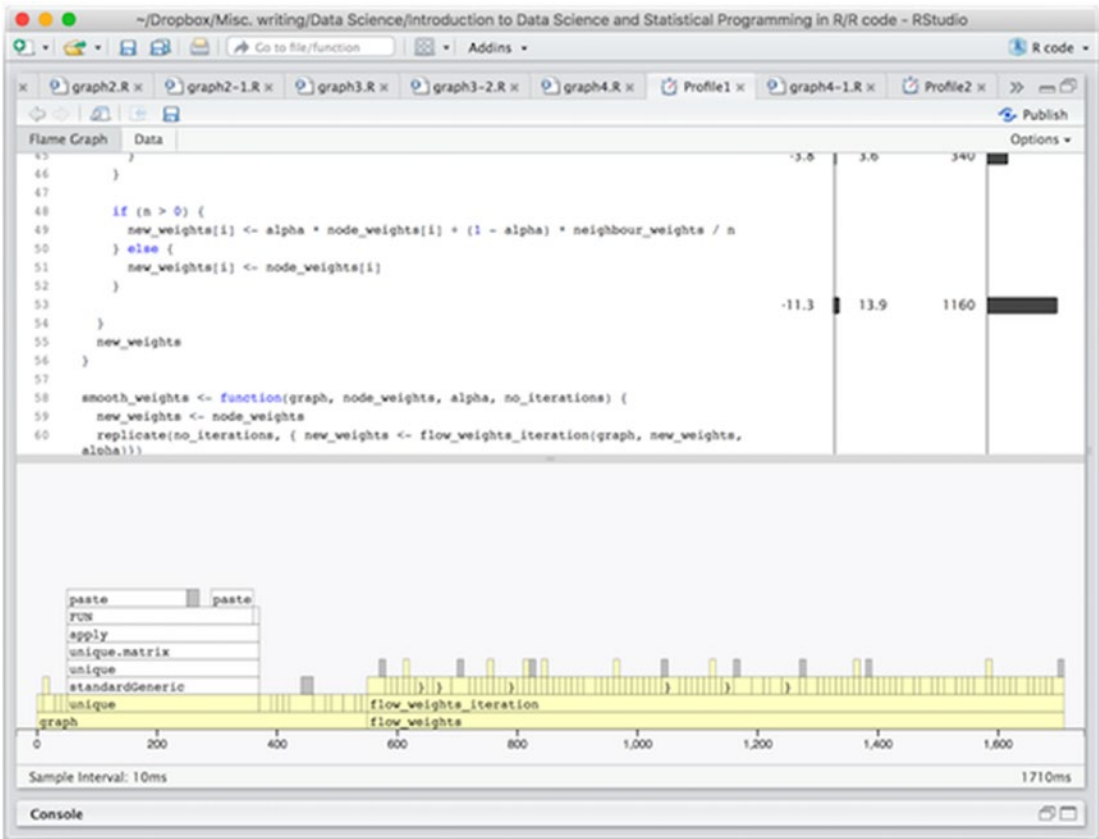 ~/Dropbox/Misc. writing/Data Science/Introduction to Data Science and Statistical Programming in R/R code - RStudio
Go to file/function Addins R code
graph2.R graph2-1.R graph3.R graph3-2.R graph4.R Profile1 graph4-1.R Profile2
Publish
Flame Graph Data Options
45 } -3.8 3.6 340
46 }
47
48 if (n > 0) {
49 new_weights[i] <- alpha * node_weights[i] + (1 - alpha) * neighbour_weights / n
50 } else {
51 new_weights[i] <- node_weights[i]
52 }
53 -11.3 13.9 1160
54 }
55 new_weights
56 }
57
58 smooth_weights <- function(graph, node_weights, alpha, no_iterations) {
59 new_weights <- node_weights
60 replicate(no_iterations, { new_weights <- flow_weights_iteration(graph, new_weights,
alpha)})
paste paste
FUN
apply
unique.matrix
unique
standardGeneric } } } } } }
unique flow_weights_iteration
graph flow_weights
0 200 400 600 800 1,000 1,200 1,400 1,600
Sample Interval: 10ms 1710ms
Console